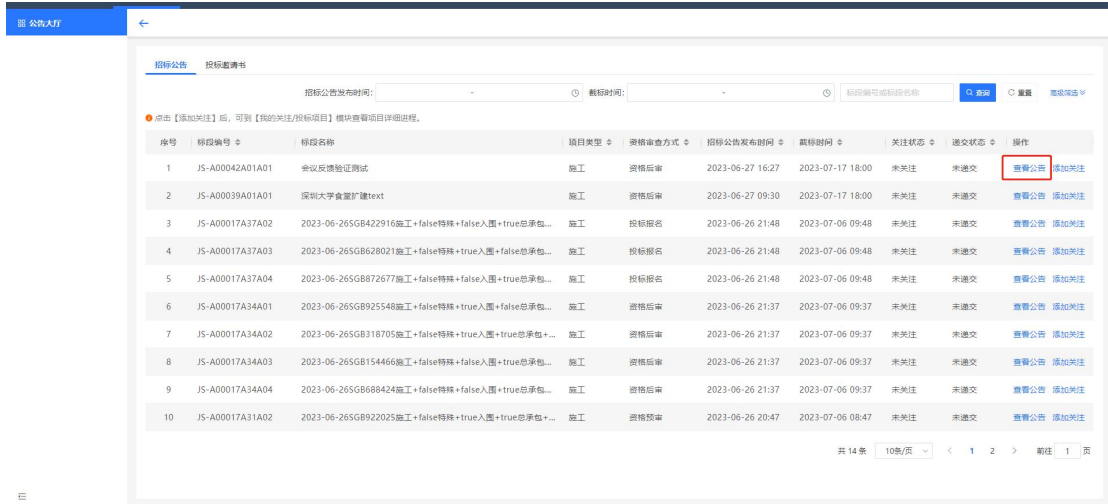 公告大厅
招标公告 投标邀请书
招标公告发布时间: - 截标时间: - 标段编号或标段名称 查询 重置 高级筛选
点击【添加关注】后，可到【我的关注/投标项目】模块查看项目详细进程。
序号 标段编号 标段名称 项目类型 资格审查方式 招标公告发布时间 截标时间 关注状态 递交状态 操作
1 JS-A00042A01A01 会议反馈验证测试 施工 资格后审 2023-06-27 16:27 2023-07-17 18:00 未关注 未递交 查看公告 添加关注
2 JS-A00039A01A01 深圳大学食堂扩建text 施工 资格后审 2023-06-27 09:30 2023-07-17 18:00 未关注 未递交 查看公告 添加关注
3 JS-A00017A37A02 2023-06-26SGB422916施工+false特殊+false入围+true总承包... 施工 投标报名 2023-06-26 21:48 2023-07-06 09:48 未关注 未递交 查看公告 添加关注
4 JS-A00017A37A03 2023-06-26SGB628021施工+false特殊+true入围+false总承包... 施工 投标报名 2023-06-26 21:48 2023-07-06 09:48 未关注 未递交 查看公告 添加关注
5 JS-A00017A37A04 2023-06-26SGB872677施工+false特殊+false入围+true总承包... 施工 投标报名 2023-06-26 21:48 2023-07-06 09:48 未关注 未递交 查看公告 添加关注
6 JS-A00017A34A01 2023-06-26SGB925548施工+false特殊+true入围+false总承包... 施工 资格后审 2023-06-26 21:37 2023-07-06 09:37 未关注 未递交 查看公告 添加关注
7 JS-A00017A34A02 2023-06-26SGB318705施工+false特殊+true入围+true总承包+... 施工 资格后审 2023-06-26 21:37 2023-07-06 09:37 未关注 未递交 查看公告 添加关注
8 JS-A00017A34A03 2023-06-26SGB154466施工+false特殊+false入围+true总承包... 施工 资格后审 2023-06-26 21:37 2023-07-06 09:37 未关注 未递交 查看公告 添加关注
9 JS-A00017A34A04 2023-06-26SGB688424施工+false特殊+false入围+true总承包... 施工 资格后审 2023-06-26 21:37 2023-07-06 09:37 未关注 未递交 查看公告 添加关注
10 JS-A00017A31A02 2023-06-26SGB922025施工+false特殊+true入围+true总承包+... 施工 资格预审 2023-06-26 20:47 2023-07-06 08:47 未关注 未递交 查看公告 添加关注
共 14 条 10条/页 1 2 前往 1 页